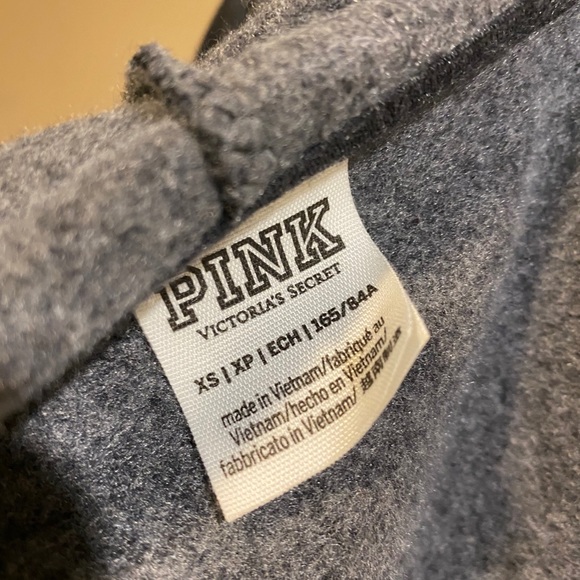 PINK
VICTORIA'S SECRET
XS | XP | ECH | 165/84A
made in Vietnam/fabriqué au
Vietnam/hecho en Vietnam/
fabbricato in Vietnam/